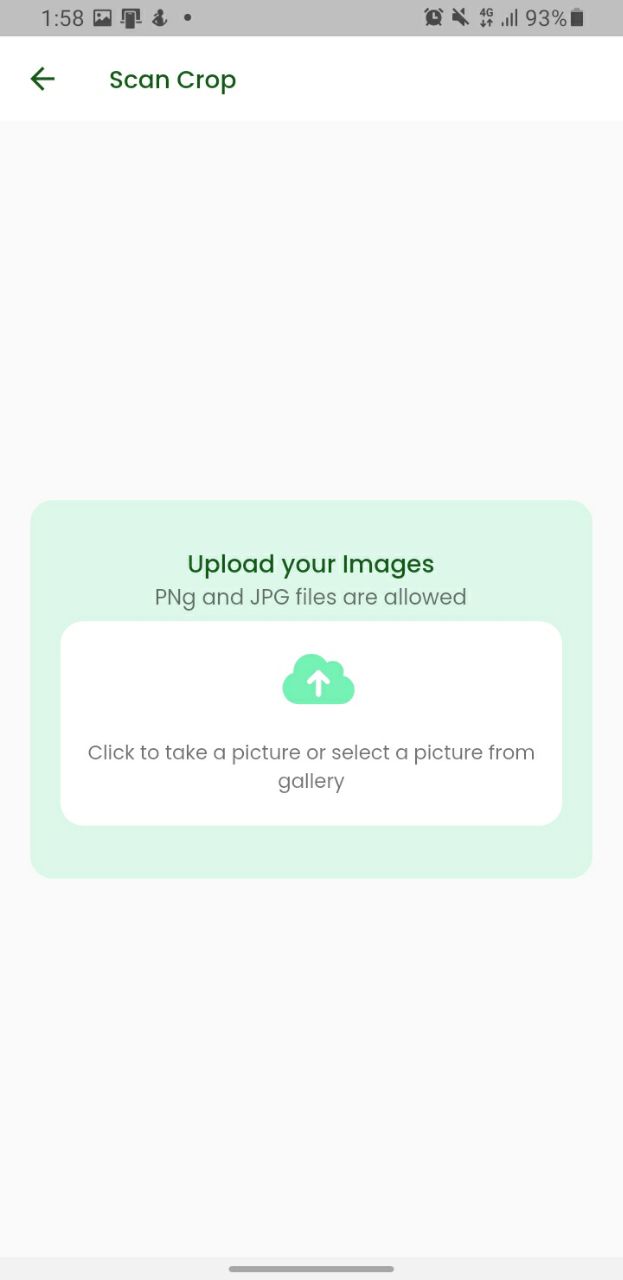 1:58
4G
93%
Scan Crop
Upload your Images
PNg and JPG files are allowed
Click to take a picture or select a picture from
gallery